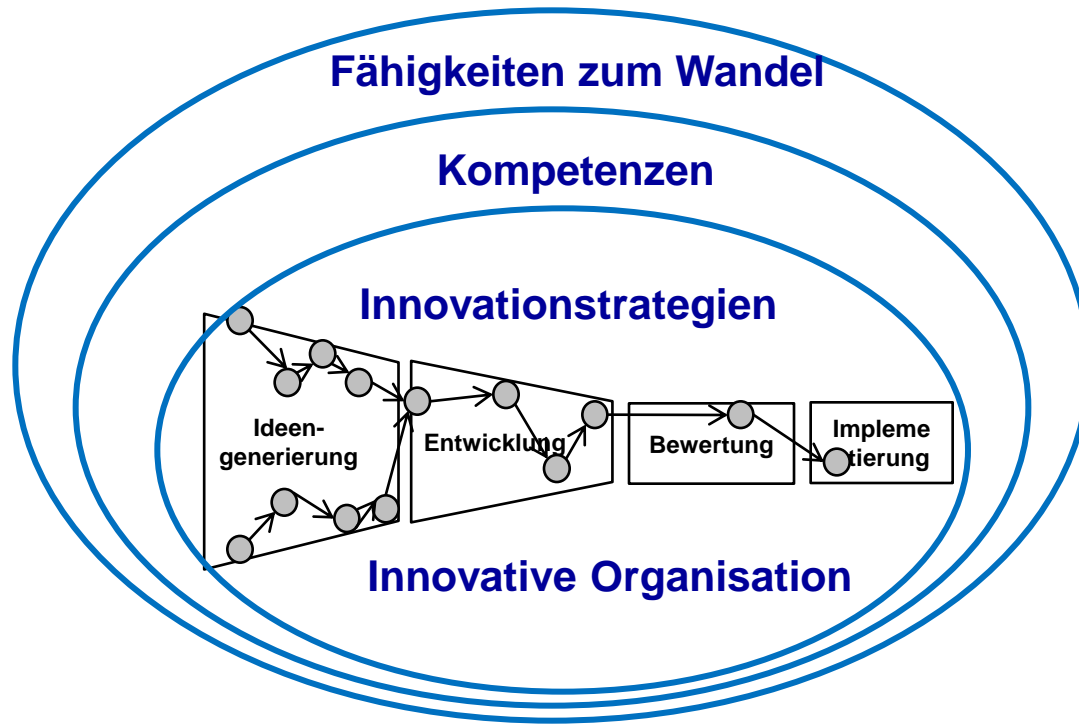 Fähigkeiten zum Wandel
Kompetenzen
Innovationstrategien
Ideen-
generierung
Entwicklung
Bewertung
Impleme
tierung
Innovative Organisation